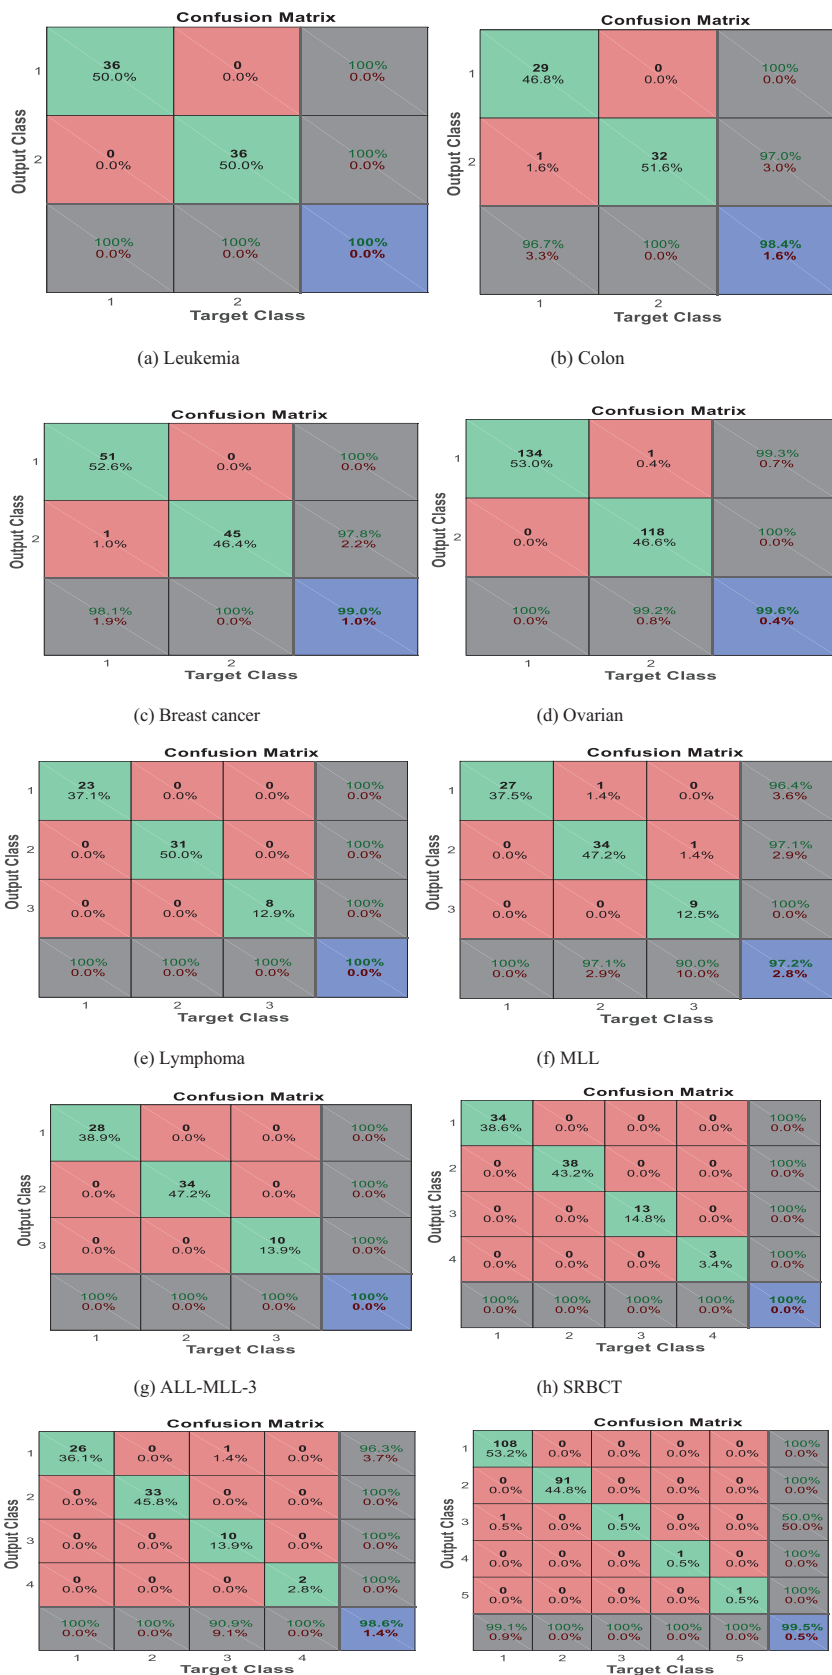 Confusion Matrix
1 36 0 100%
50.0% 0.0% 0.0%
2 0 36 100%
0.0% 50.0% 0.0%
100% 100% 100%
0.0% 0.0% 0.0%
1 2
Target Class
Output Class
(a) Leukemia
Confusion Matrix
1 29 0 100%
46.8% 0.0% 0.0%
2 1 32 97.0%
1.6% 51.6% 3.0%
96.7% 100% 98.4%
3.3% 0.0% 1.6%
1 2
Target Class
Output Class
(b) Colon
Confusion Matrix
1 51 0 100%
52.6% 0.0% 0.0%
2 1 45 97.8%
1.0% 46.4% 2.2%
98.1% 100% 99.0%
1.9% 0.0% 1.0%
1 2
Target Class
Output Class
(c) Breast cancer
Confusion Matrix
1 134 1 99.3%
53.0% 0.4% 0.7%
2 0 118 100%
0.0% 46.6% 0.0%
100% 99.2% 99.6%
0.0% 0.8% 0.4%
1 2
Target Class
Output Class
(d) Ovarian
Confusion Matrix
1 23 0 0 100%
37.1% 0.0% 0.0% 0.0%
2 0 31 0 100%
0.0% 50.0% 0.0% 0.0%
3 0 0 8 100%
0.0% 0.0% 12.9% 0.0%
100% 100% 100% 100%
0.0% 0.0% 0.0% 0.0%
1 2 3
Target Class
Output Class
(e) Lymphoma
Confusion Matrix
1 27 1 0 96.4%
37.5% 1.4% 0.0% 3.6%
2 0 34 1 97.1%
0.0% 47.2% 1.4% 2.9%
3 0 0 9 100%
0.0% 0.0% 12.5% 0.0%
100% 97.1% 90.0% 97.2%
0.0% 2.9% 10.0% 2.8%
1 2 3
Target Class
Output Class
(f) MLL
Confusion Matrix
1 28 0 0 100%
38.9% 0.0% 0.0% 0.0%
2 0 34 0 100%
0.0% 47.2% 0.0% 0.0%
3 0 0 10 100%
0.0% 0.0% 13.9% 0.0%
100% 100% 100% 100%
0.0% 0.0% 0.0% 0.0%
1 2 3
Target Class
Output Class
(g) ALL-MLL-3
Confusion Matrix
1 34 0 0 0 100%
38.6% 0.0% 0.0% 0.0% 0.0%
2 0 38 0 0 100%
0.0% 43.2% 0.0% 0.0% 0.0%
3 0 0 13 0 100%
0.0% 0.0% 14.8% 0.0% 0.0%
4 0 0 0 3 100%
0.0% 0.0% 0.0% 3.4% 0.0%
100% 100% 100% 100% 100%
0.0% 0.0% 0.0% 0.0% 0.0%
1 2 3 4
Target Class
Output Class
(h) SRBCT
Confusion Matrix
1 26 0 1 0 96.3%
36.1% 0.0% 1.4% 0.0% 3.7%
2 0 33 0 0 100%
0.0% 45.8% 0.0% 0.0% 0.0%
3 0 0 10 0 100%
0.0% 0.0% 13.9% 0.0% 0.0%
4 0 0 0 2 100%
0.0% 0.0% 0.0% 2.8% 0.0%
100% 100% 90.9% 100% 98.6%
0.0% 0.0% 9.1% 0.0% 1.4%
1 2 3 4
Target Class
Output Class
Confusion Matrix
1 108 0 0 0 0 100%
53.2% 0.0% 0.0% 0.0% 0.0% 0.0%
2 0 91 0 0 0 100%
0.0% 44.8% 0.0% 0.0% 0.0% 0.0%
3 1 0 1 0 0 50.0%
0.5% 0.0% 0.5% 0.0% 0.0% 50.0%
4 0 0 0 1 0 100%
0.0% 0.0% 0.0% 0.5% 0.0% 0.0%
5 0 0 0 0 1 100%
0.0% 0.0% 0.0% 0.0% 0.5% 0.0%
99.1% 100% 100% 100% 100% 99.5%
0.9% 0.0% 0.0% 0.0% 0.0% 0.5%
1 2 3 4 5
Target Class
Output Class